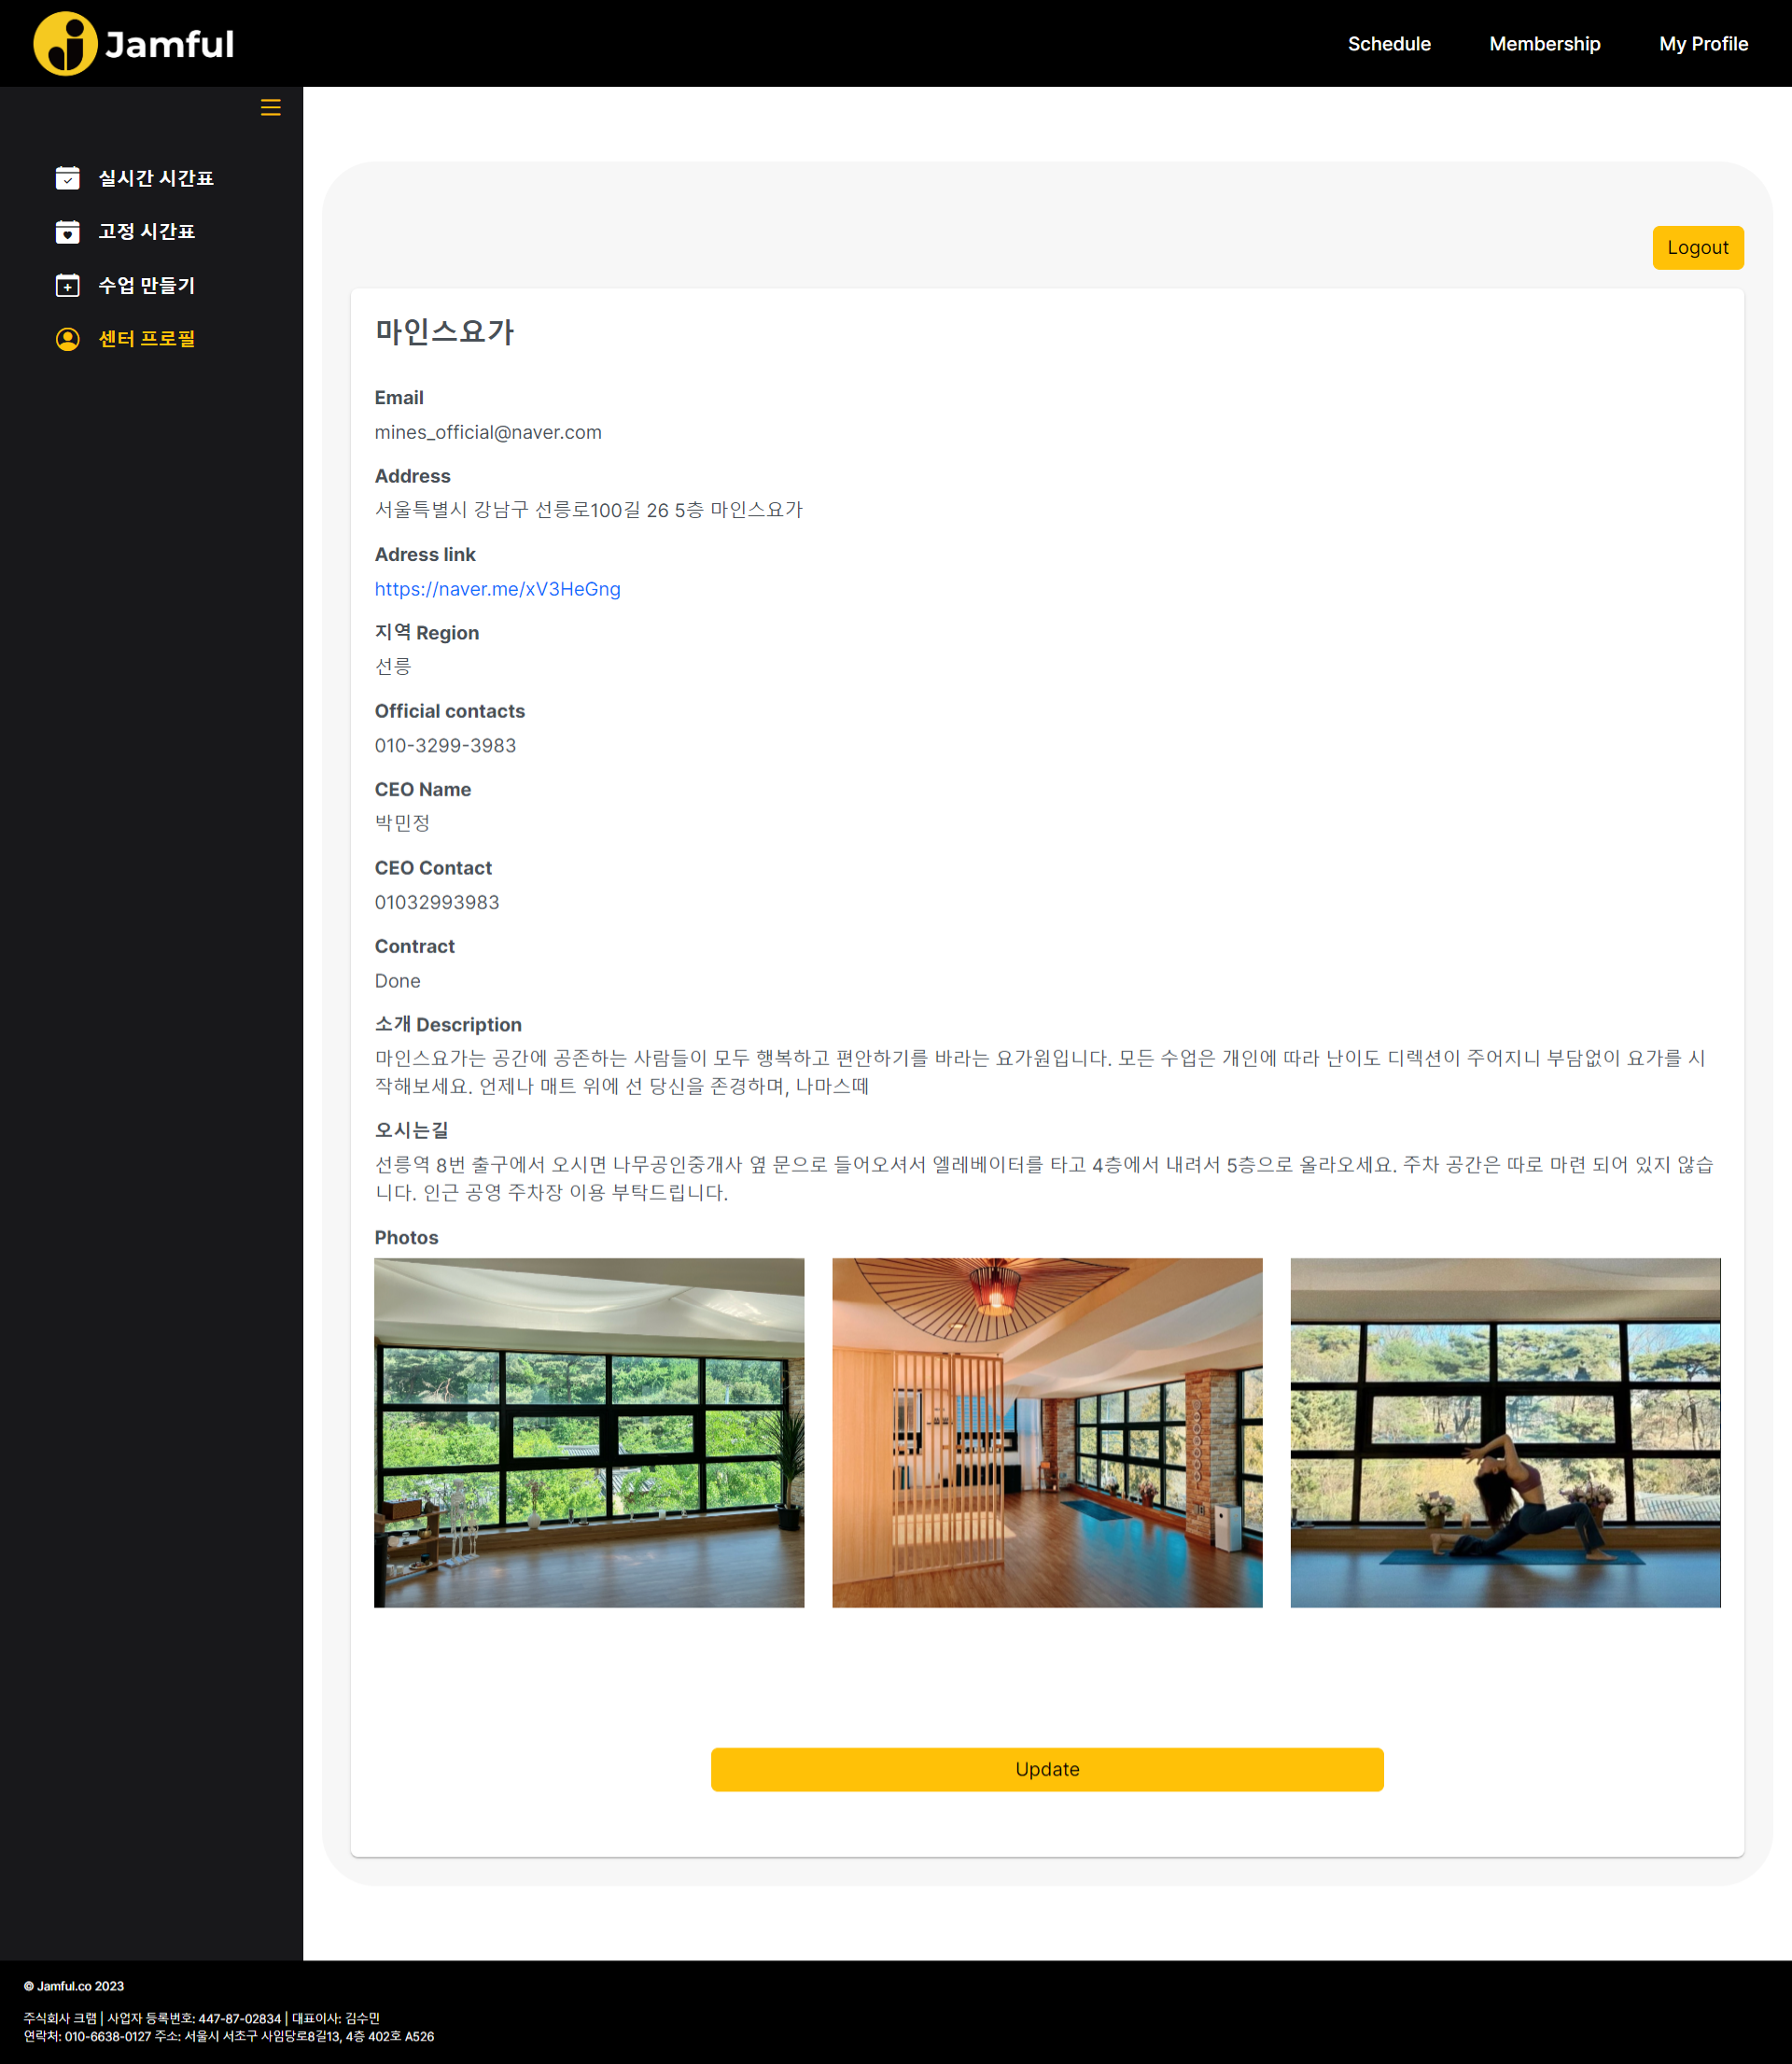 Jamful
Schedule
Membership
My Profile
실시간 시간표
고정 시간표
수업 만들기
센터 프로필
Logout
마인스요가
Email
mines_official@naver.com
Address
서울특별시 강남구 선릉로100길 26 5층 마인스요가
Adress link
https://naver.me/xV3HeGng
지역 Region
선릉
Official contacts
010-3299-3983
CEO Name
박민정
CEO Contact
01032993983
Contract
Done
소개 Description
마인스요가는 공간에 공존하는 사람들이 모두 행복하고 편안하기를 바라는 요가원입니다. 모든 수업은 개인에 따라 난이도 디렉션이 주어지니 부담없이 요가를 시
작해보세요. 언제나 매트 위에 선 당신을 존경하며, 나마스떼
오시는길
선릉역 8번 출구에서 오시면 나무공인중개사 옆 문으로 들어오셔서 엘레베이터를 타고 4층에서 내려서 5층으로 올라오세요. 주차 공간은 따로 마련 되어 있지 않습
니다. 인근 공영 주차장 이용 부탁드립니다.
Photos
Update
© Jamful.co 2023
주식회사 크램 | 사업자 등록번호: 447-87-02834 | 대표이사: 김수민
연락처: 010-6638-0127 주소: 서울시 서초구 사임당로8길13, 4층 402호 A526